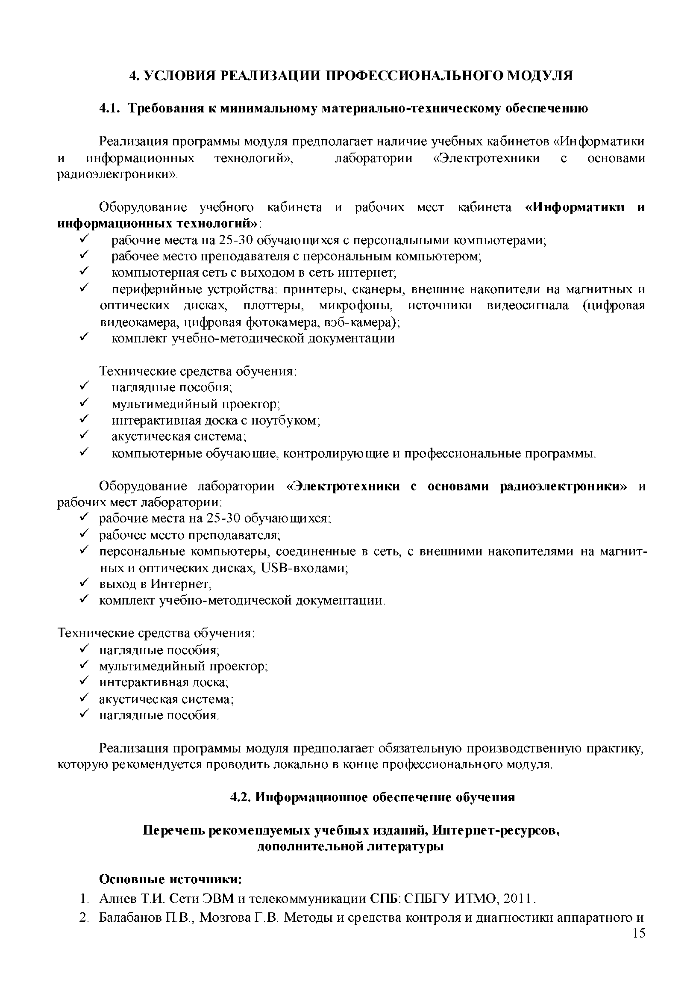 4. УСЛОВИЯ РЕАЛИЗАЦИИ ПРОФЕССИОНАЛЬНОГО МОДУЛЯ
4.1. Требования к минимальному материально-техническому обеспечению
Реализация программы модуля предполагает наличие учебных кабинетов «Информатики
и информационных технологий», лаборатории «Электротехники с основами
радиоэлектроники».
Оборудование учебного кабинета и рабочих мест кабинета «Информатики и
информационных технологий»:
✓ рабочие места на 25-30 обучающихся с персональными компьютерами;
✓ рабочее место преподавателя с персональным компьютером;
✓ компьютерная сеть с выходом в сеть интернет;
✓ периферийные устройства: принтеры, сканеры, внешние накопители на магнитных и
оптических дисках, плоттеры, микрофоны, источники видеосигнала (цифровая
видеокамера, цифровая фотокамера, вэб-камера);
✓ комплект учебно-методической документации
Технические средства обучения:
✓ наглядные пособия;
✓ мультимедийный проектор;
✓ интерактивная доска с ноутбуком;
✓ акустическая система;
✓ компьютерные обучающие, контролирующие и профессиональные программы.
Оборудование лаборатории «Электротехники с основами радиоэлектроники» и
рабочих мест лаборатории:
✓ рабочие места на 25-30 обучающихся;
✓ рабочее место преподавателя;
✓ персональные компьютеры, соединенные в сеть, с внешними накопителями на магнит-
ных и оптических дисках, USB-входами;
✓ выход в Интернет;
✓ комплект учебно-методической документации.
Технические средства обучения:
✓ наглядные пособия;
✓ мультимедийный проектор;
✓ интерактивная доска;
✓ акустическая система;
✓ наглядные пособия.
Реализация программы модуля предполагает обязательную производственную практику,
которую рекомендуется проводить локально в конце профессионального модуля.
4.2. Информационное обеспечение обучения
Перечень рекомендуемых учебных изданий, Интернет-ресурсов,
дополнительной литературы
Основные источники:
1. Алиев Т.И. Сети ЭВМ и телекоммуникации СПБ: СПБГУ ИТМО, 2011.
2. Балабанов П.В., Мозгова Г.В. Методы и средства контроля и диагностики аппаратного и
15